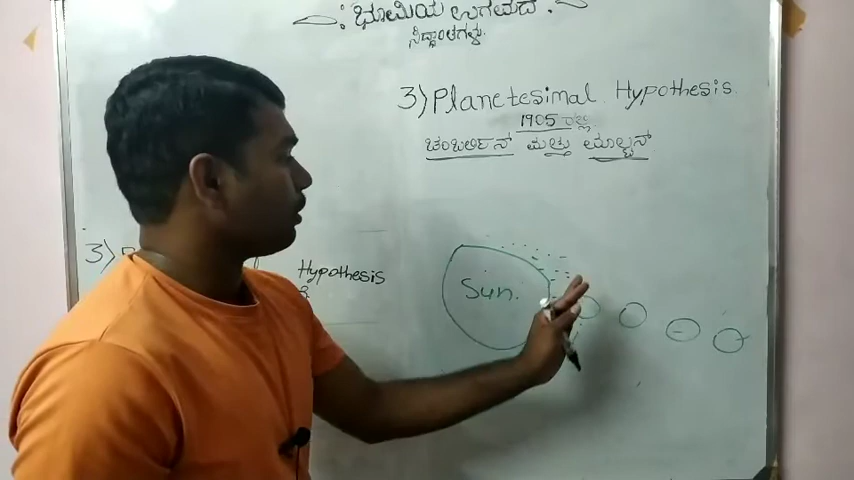 : ಭೂಮಿಯ ಉಗಮದ :
ಸಿದ್ಧಾಂತಗಳು.
3) Planetesimal Hypothesis.
1905 ರಲ್ಲಿ
ಚಂಬರ್ಲಿನ್ ಮತ್ತು ಮೋಲ್ಟನ್
3)
Hypothesis
Sun.